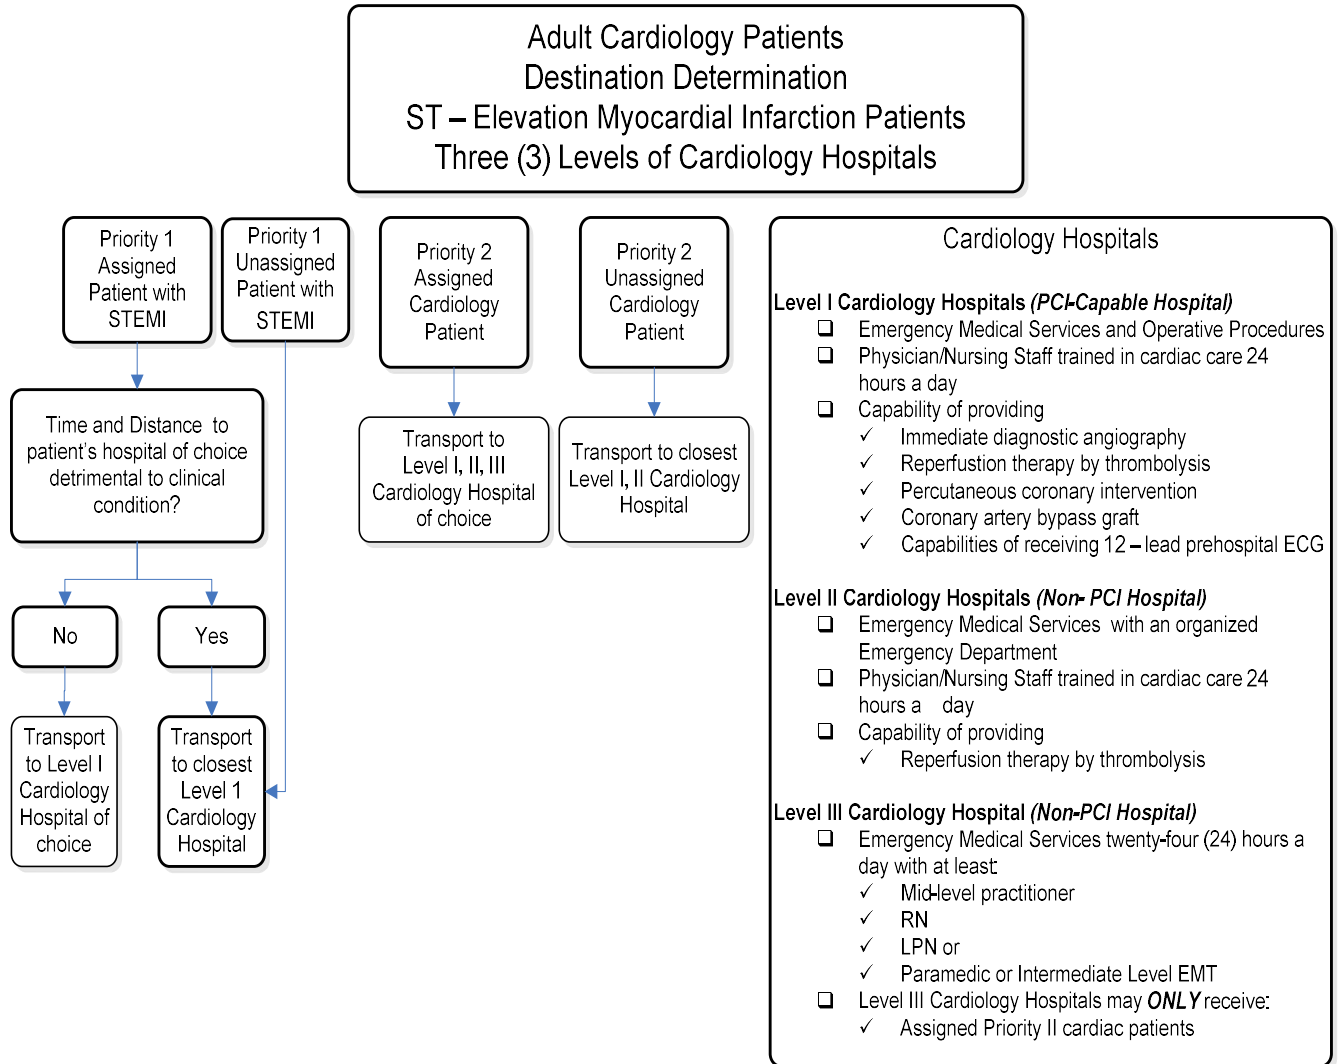 Adult Cardiology Patients
Destination Determination
ST – Elevation Myocardial Infarction Patients
Three (3) Levels of Cardiology Hospitals
Priority 1
Assigned
Patient with
STEMI
Priority 1
Unassigned
Patient with
STEMI
Priority 2
Assigned
Cardiology
Patient
Priority 2
Unassigned
Cardiology
Patient
Time and Distance to
patient's hospital of choice
detrimental to clinical
condition?
Transport to
Level I, II, III
Cardiology Hospital
of choice
Transport to closest
Level I, II Cardiology
Hospital
No
Yes
Transport
to Level I
Cardiology
Hospital of
choice
Transport
to closest
Level 1
Cardiology
Hospital
Cardiology Hospitals
Level I Cardiology Hospitals (PCI-Capable Hospital)
❑ Emergency Medical Services and Operative Procedures
❑ Physician/Nursing Staff trained in cardiac care 24
hours a day
❑ Capability of providing
✓ Immediate diagnostic angiography
✓ Reperfustion therapy by thrombolysis
✓ Percutaneous coronary intervention
✓ Coronary artery bypass graft
✓ Capabilities of receiving 12 – lead prehospital ECG
Level II Cardiology Hospitals (Non- PCI Hospital)
❑ Emergency Medical Services with an organized
Emergency Department
❑ Physician/Nursing Staff trained in cardiac care 24
hours a day
❑ Capability of providing
✓ Reperfusion therapy by thrombolysis
Level III Cardiology Hospital (Non-PCI Hospital)
❑ Emergency Medical Services twenty-four (24) hours a
day with at least:
✓ Mid-level practitioner
✓ RN
✓ LPN or
✓ Paramedic or Intermediate Level EMT
❑ Level III Cardiology Hospitals may ONLY receive:
✓ Assigned Priority II cardiac patients